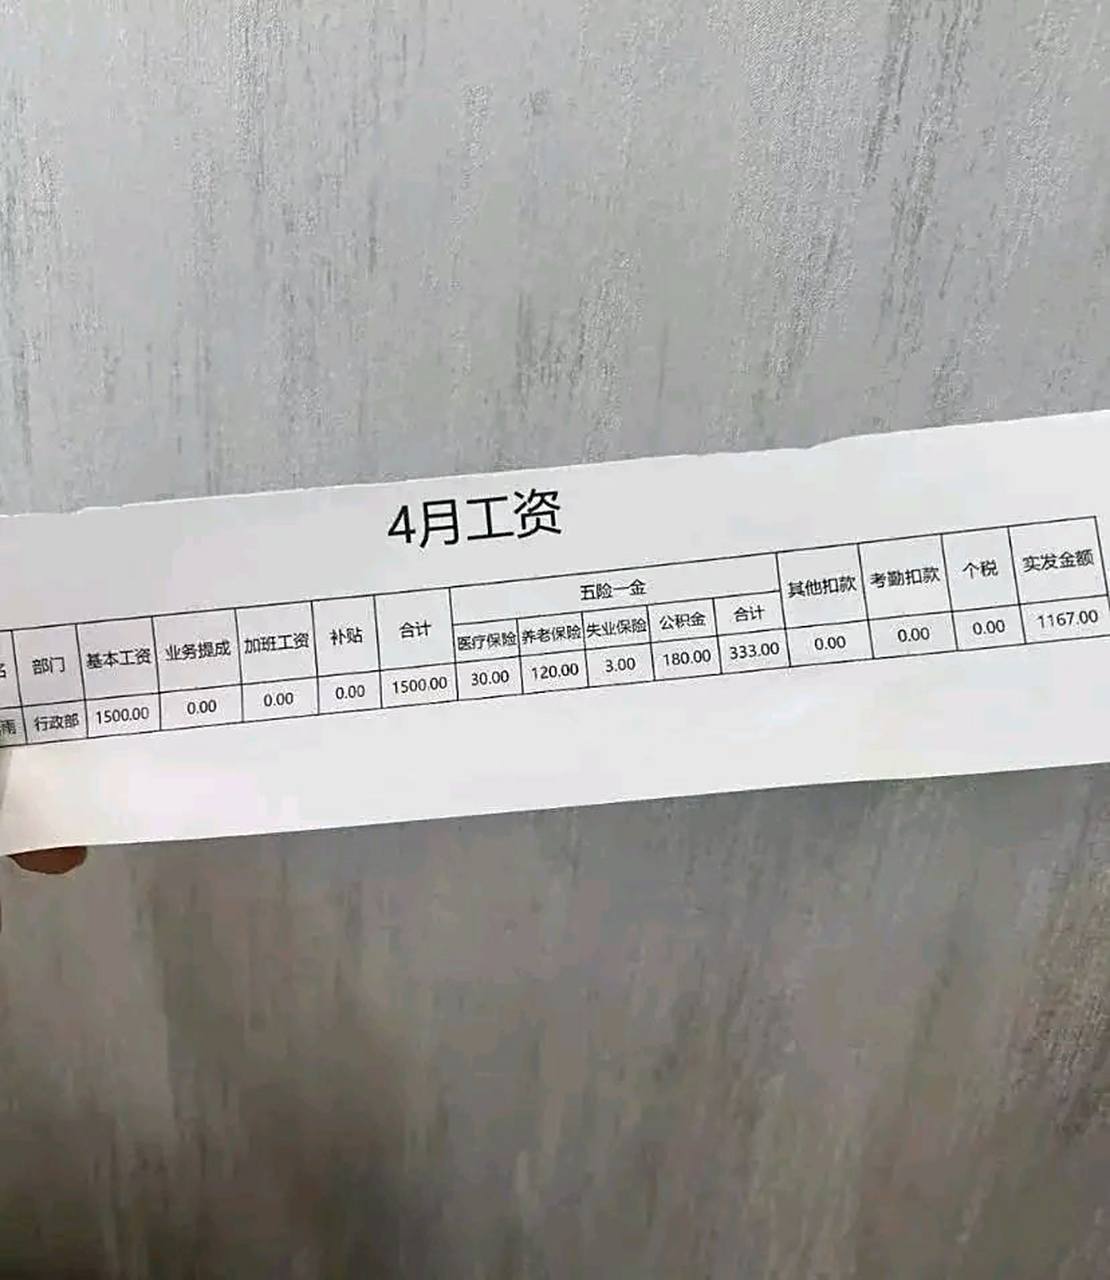 4月工资
名 部门 基本工资 业务提成 加班工资 补贴 合计 五险一金 其他扣款 考勤扣款 个税 实发金额
医疗保险 养老保险 失业保险 公积金 合计
雨 行政部 1500.00 0.00 0.00 0.00 1500.00 30.00 120.00 3.00 180.00 333.00 0.00 0.00 0.00 1167.00